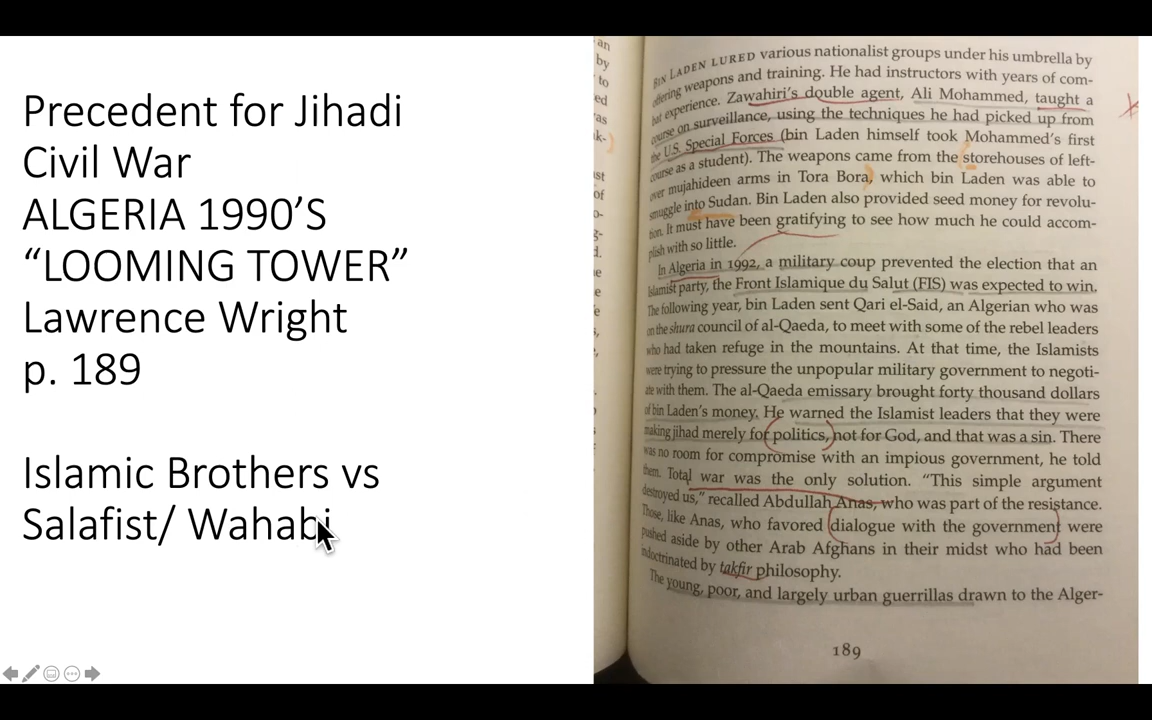 Precedent for Jihadi
Civil War
ALGERIA 1990’S
“LOOMING TOWER”
Lawrence Wright
p. 189
Islamic Brothers vs
Salafist/ Wahabi
an
by
to
ed
as
k-
st
of
o-
g-
d.
e
e
e
s,
e,
BIN LADEN LURED various nationalist groups under his umbrella by
offering weapons and training. He had instructors with years of com-
bat experience. Zawahiri’s double agent, Ali Mohammed, taught a
course on surveillance, using the techniques he had picked up from
the U.S. Special Forces (bin Laden himself took Mohammed’s first
course as a student). The weapons came from the storehouses of left-
over mujahideen arms in Tora Bora, which bin Laden was able to
smuggle into Sudan. Bin Laden also provided seed money for revolu-
tion. It must have been gratifying to see how much he could accom-
plish with so little.
In Algeria in 1992, a military coup prevented the election that an
Islamist party, the Front Islamique du Salut (FIS) was expected to win.
The following year, bin Laden sent Qari el-Said, an Algerian who was
on the shura council of al-Qaeda, to meet with some of the rebel leaders
who had taken refuge in the mountains. At that time, the Islamists
were trying to pressure the unpopular military government to negoti-
ate with them. The al-Qaeda emissary brought forty thousand dollars
of bin Laden’s money. He warned the Islamist leaders that they were
making jihad merely for politics, not for God, and that was a sin. There
was no room for compromise with an impious government, he told
them. Total war was the only solution. “This simple argument
destroyed us,” recalled Abdullah Anas, who was part of the resistance.
Those, like Anas, who favored dialogue with the government were
pushed aside by other Arab Afghans in their midst who had been
indoctrinated by takfir philosophy.
The young, poor, and largely urban guerrillas drawn to the Alger-
189